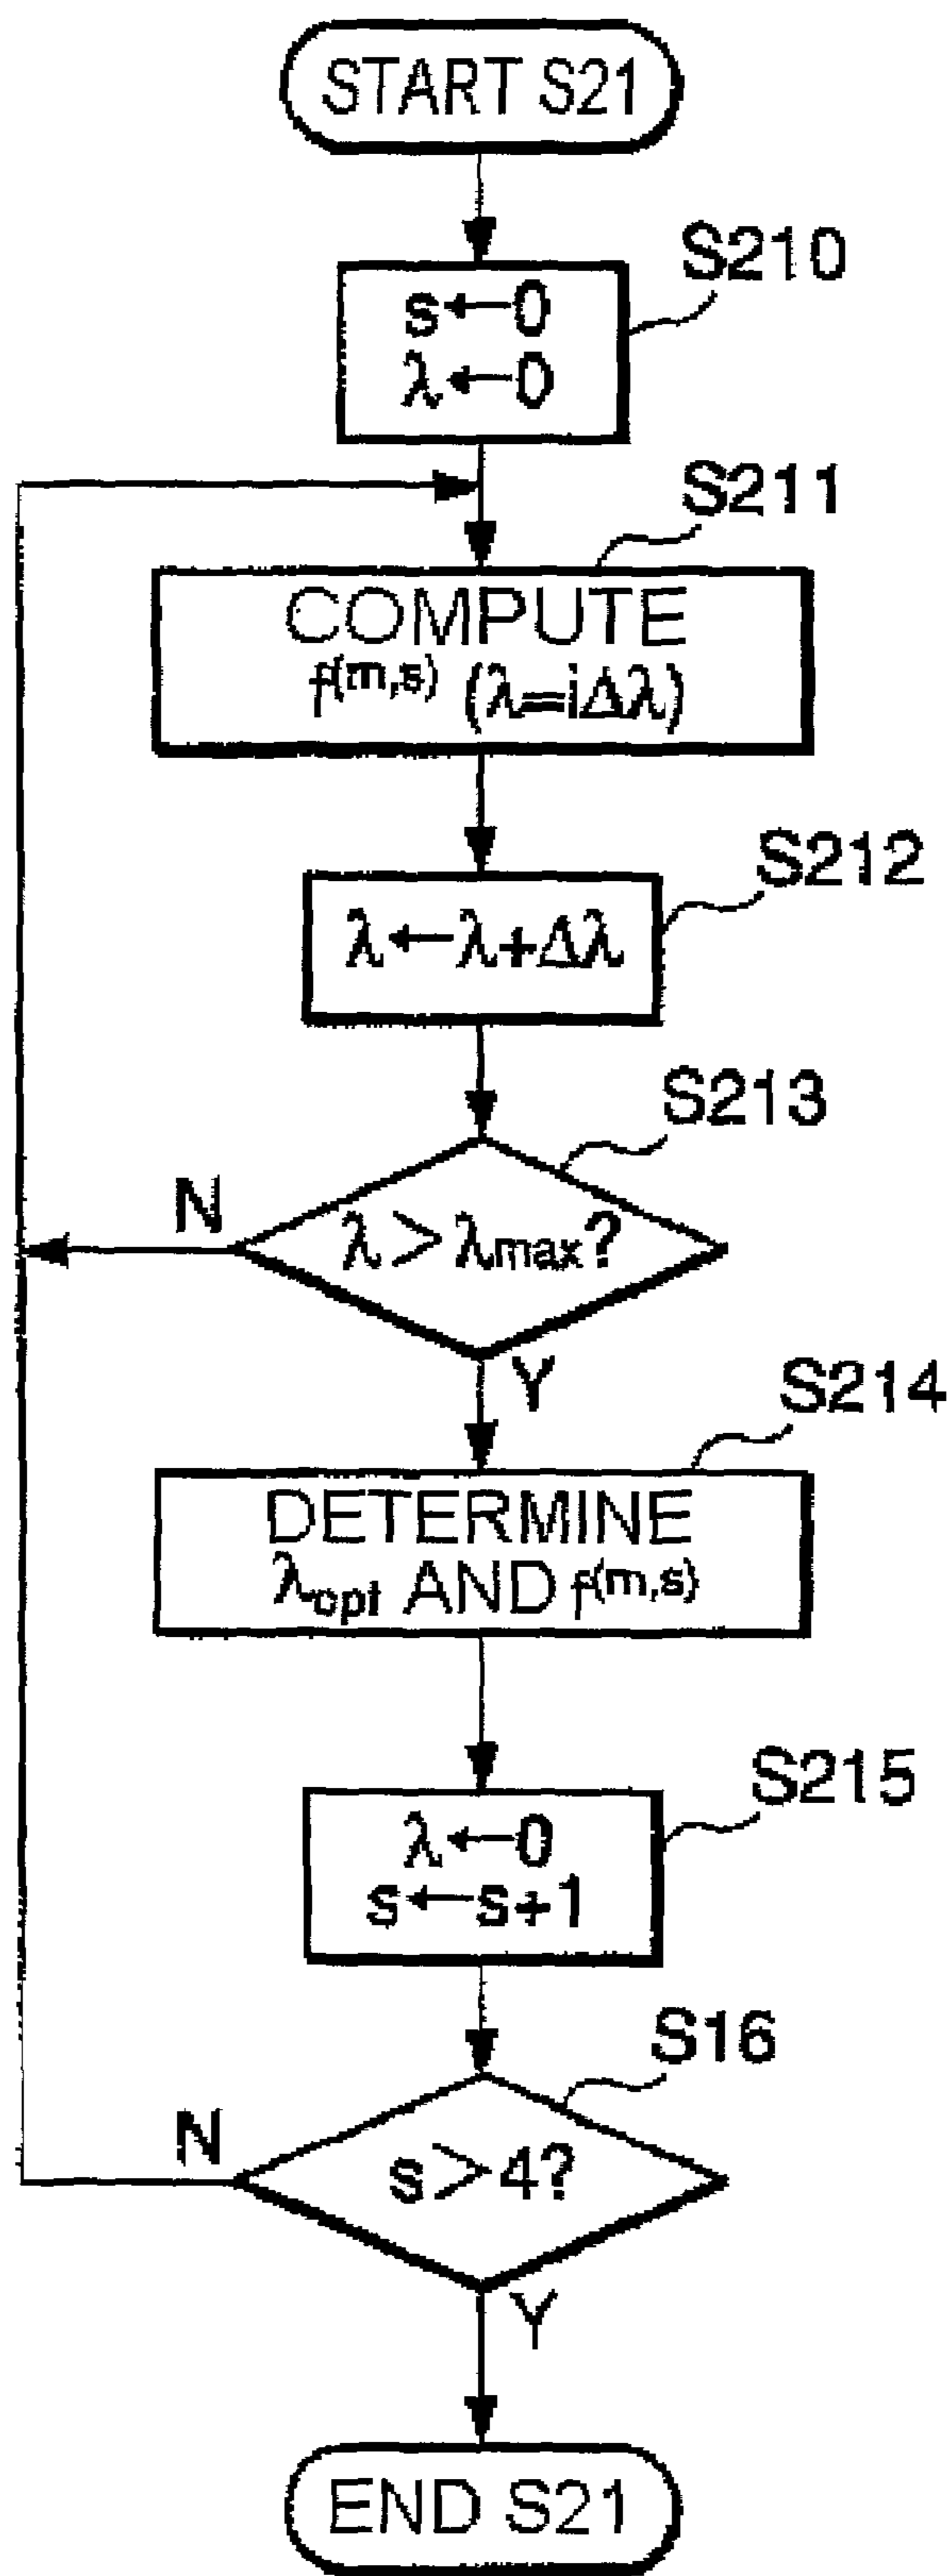 START S21
S210
s←0
λ←0
S211
COMPUTE
f(m,s) (λ=iΔλ)
S212
λ←λ+Δλ
S213
N
λ>λmax?
Y
S214
DETERMINE
λopt AND f(m,s)
S215
λ←0
s←s+1
S16
N
s>4?
Y
END S21